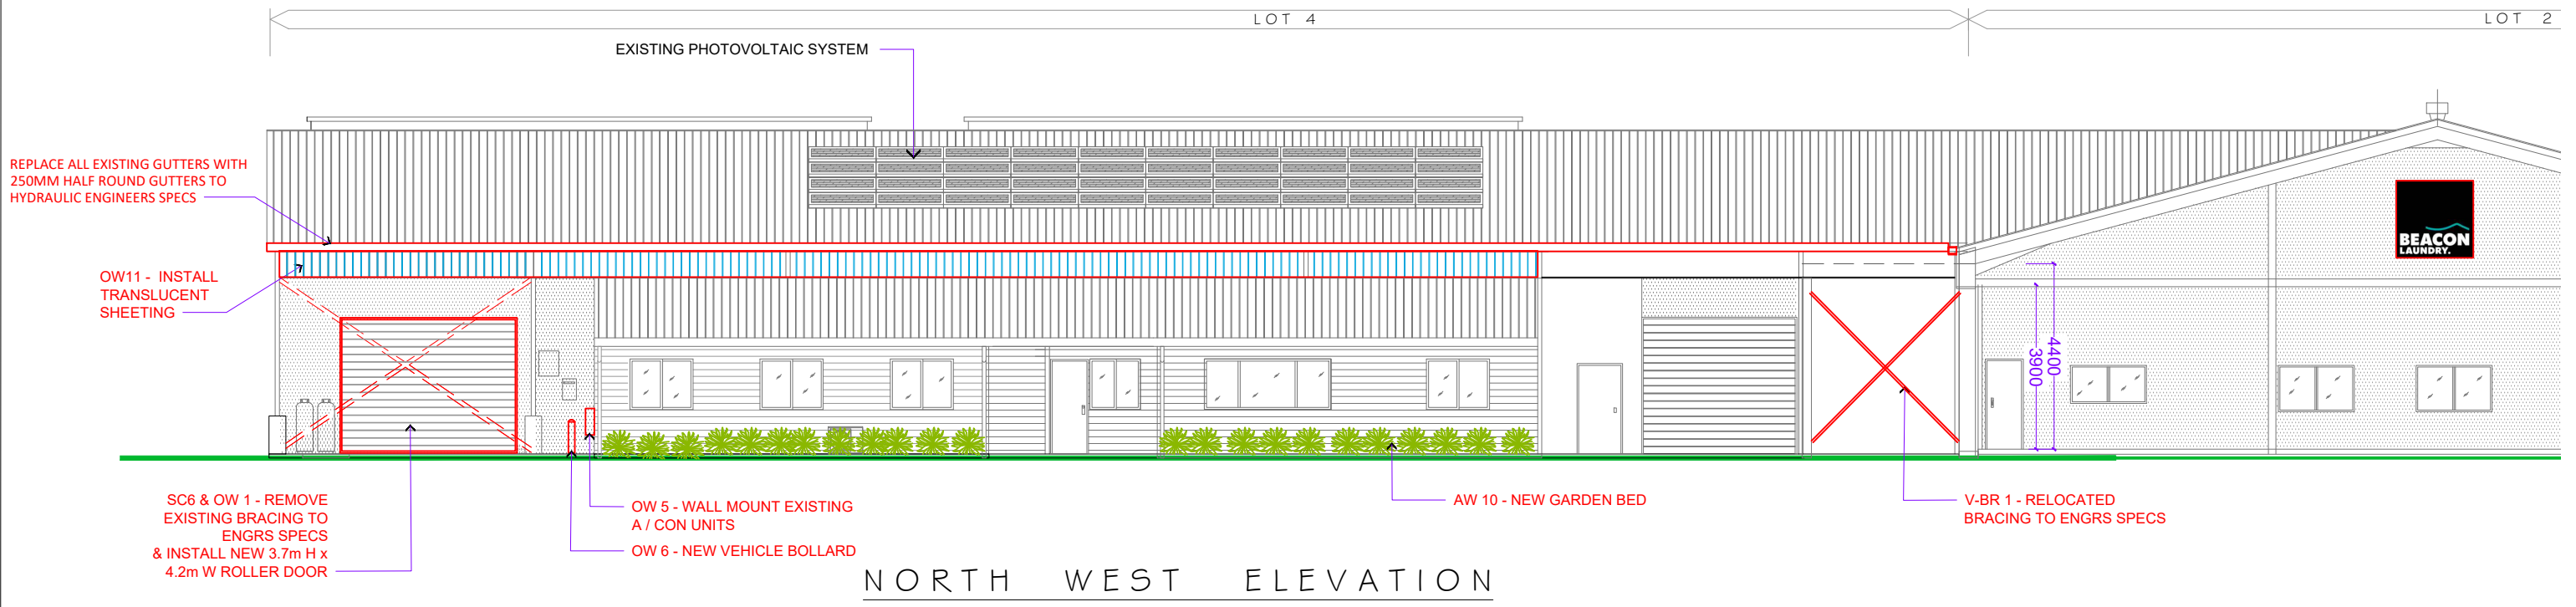 LOT 4
LOT 2
EXISTING PHOTOVOLTAIC SYSTEM
REPLACE ALL EXISTING GUTTERS WITH
250MM HALF ROUND GUTTERS TO
HYDRAULIC ENGINEERS SPECS
OW11 - INSTALL
TRANSLUCENT
SHEETING
BEACON
LAUNDRY.
4400
3900
SC6 & OW 1 - REMOVE
EXISTING BRACING TO
ENGRS SPECS
& INSTALL NEW 3.7m H x
4.2m W ROLLER DOOR
OW 5 - WALL MOUNT EXISTING
A / CON UNITS
OW 6 - NEW VEHICLE BOLLARD
AW 10 - NEW GARDEN BED
V-BR 1 - RELOCATED
BRACING TO ENGRS SPECS
NORTH WEST ELEVATION